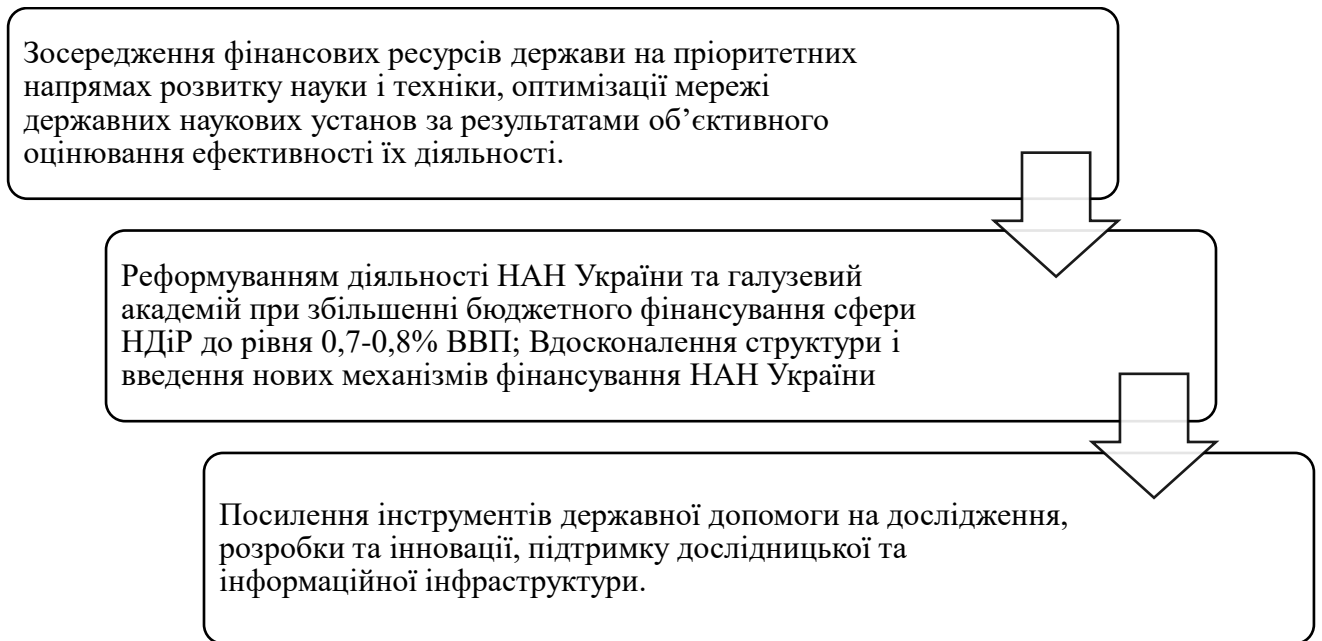 Зосередження фінансових ресурсів держави на пріоритетних
напрямах розвитку науки і техніки, оптимізації мережі
державних наукових установ за результатами об’єктивного
оцінювання ефективності їх діяльності.
Реформуванням діяльності НАН України та галузевий
академій при збільшенні бюджетного фінансування сфери
НДіР до рівня 0,7-0,8% ВВП; Вдосконалення структури і
введення нових механізмів фінансування НАН України
Посилення інструментів державної допомоги на дослідження,
розробки та інновації, підтримку дослідницької та
інформаційної інфраструктури.